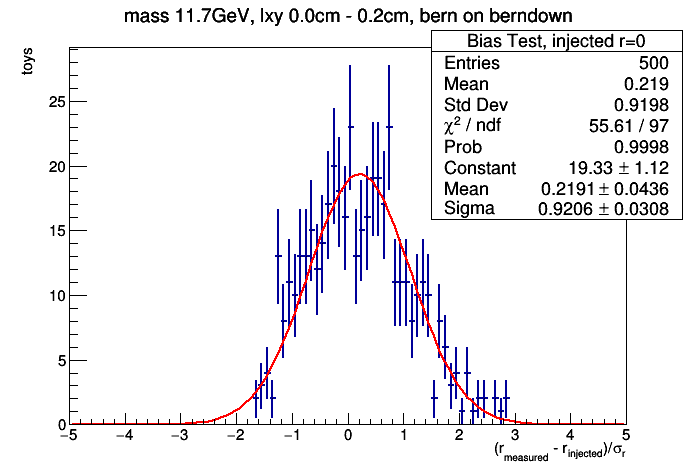 mass 11.7GeV, lxy 0.0cm - 0.2cm, bern on berndown
toys
Bias Test, injected r=0
Entries 500
Mean 0.219
Std Dev 0.9198
χ² / ndf 55.61 / 97
Prob 0.9998
Constant 19.33 ± 1.12
Mean 0.2191 ± 0.0436
Sigma 0.9206 ± 0.0308
25
20
15
10
5
0
−5 −4 −3 −2 −1 0 1 2 3 4 5
(r_measured - r_injected)/σ_r